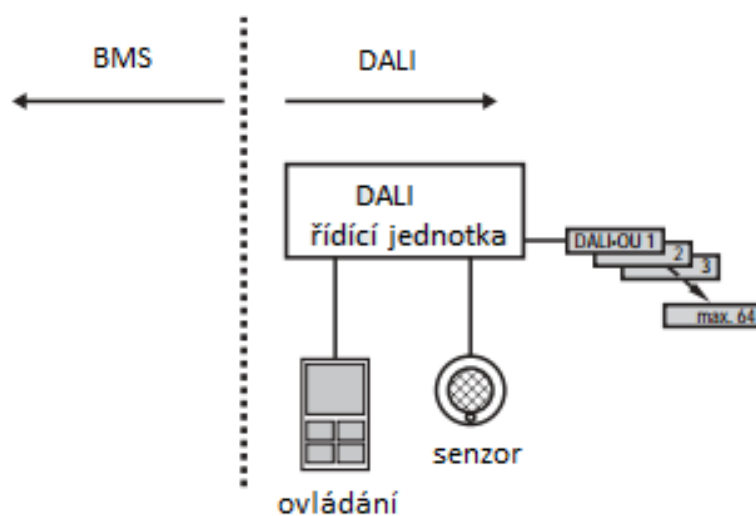 BMS
DALI
DALI
řídící jednotka
DALI•OU 1
2
3
max. 64
senzor
ovládání